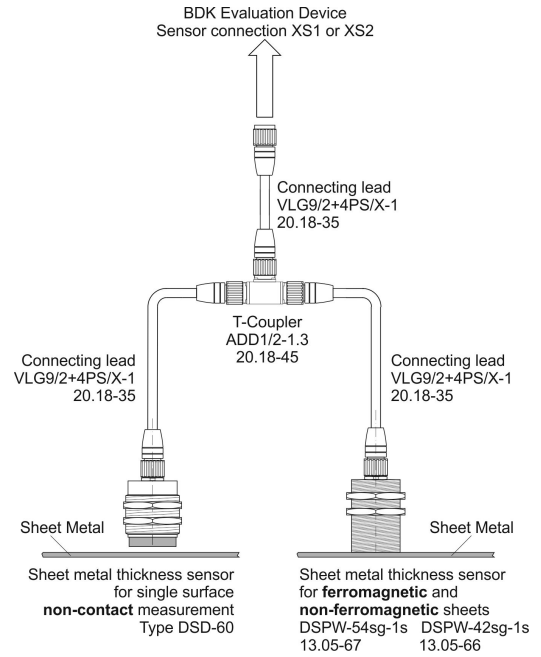 BDK Evaluation Device
Sensor connection XS1 or XS2
Connecting lead
VLG9/2+4PS/X-1
20.18-35
T-Coupler
ADD1/2-1.3
20.18-45
Connecting lead
VLG9/2+4PS/X-1
20.18-35
Connecting lead
VLG9/2+4PS/X-1
20.18-35
Sheet Metal
Sheet Metal
Sheet metal thickness sensor
for single surface
non-contact measurement
Type DSD-60
Sheet metal thickness sensor
for ferromagnetic and
non-ferromagnetic sheets
DSPW-54sg-1s DSPW-42sg-1s
13.05-67 13.05-66